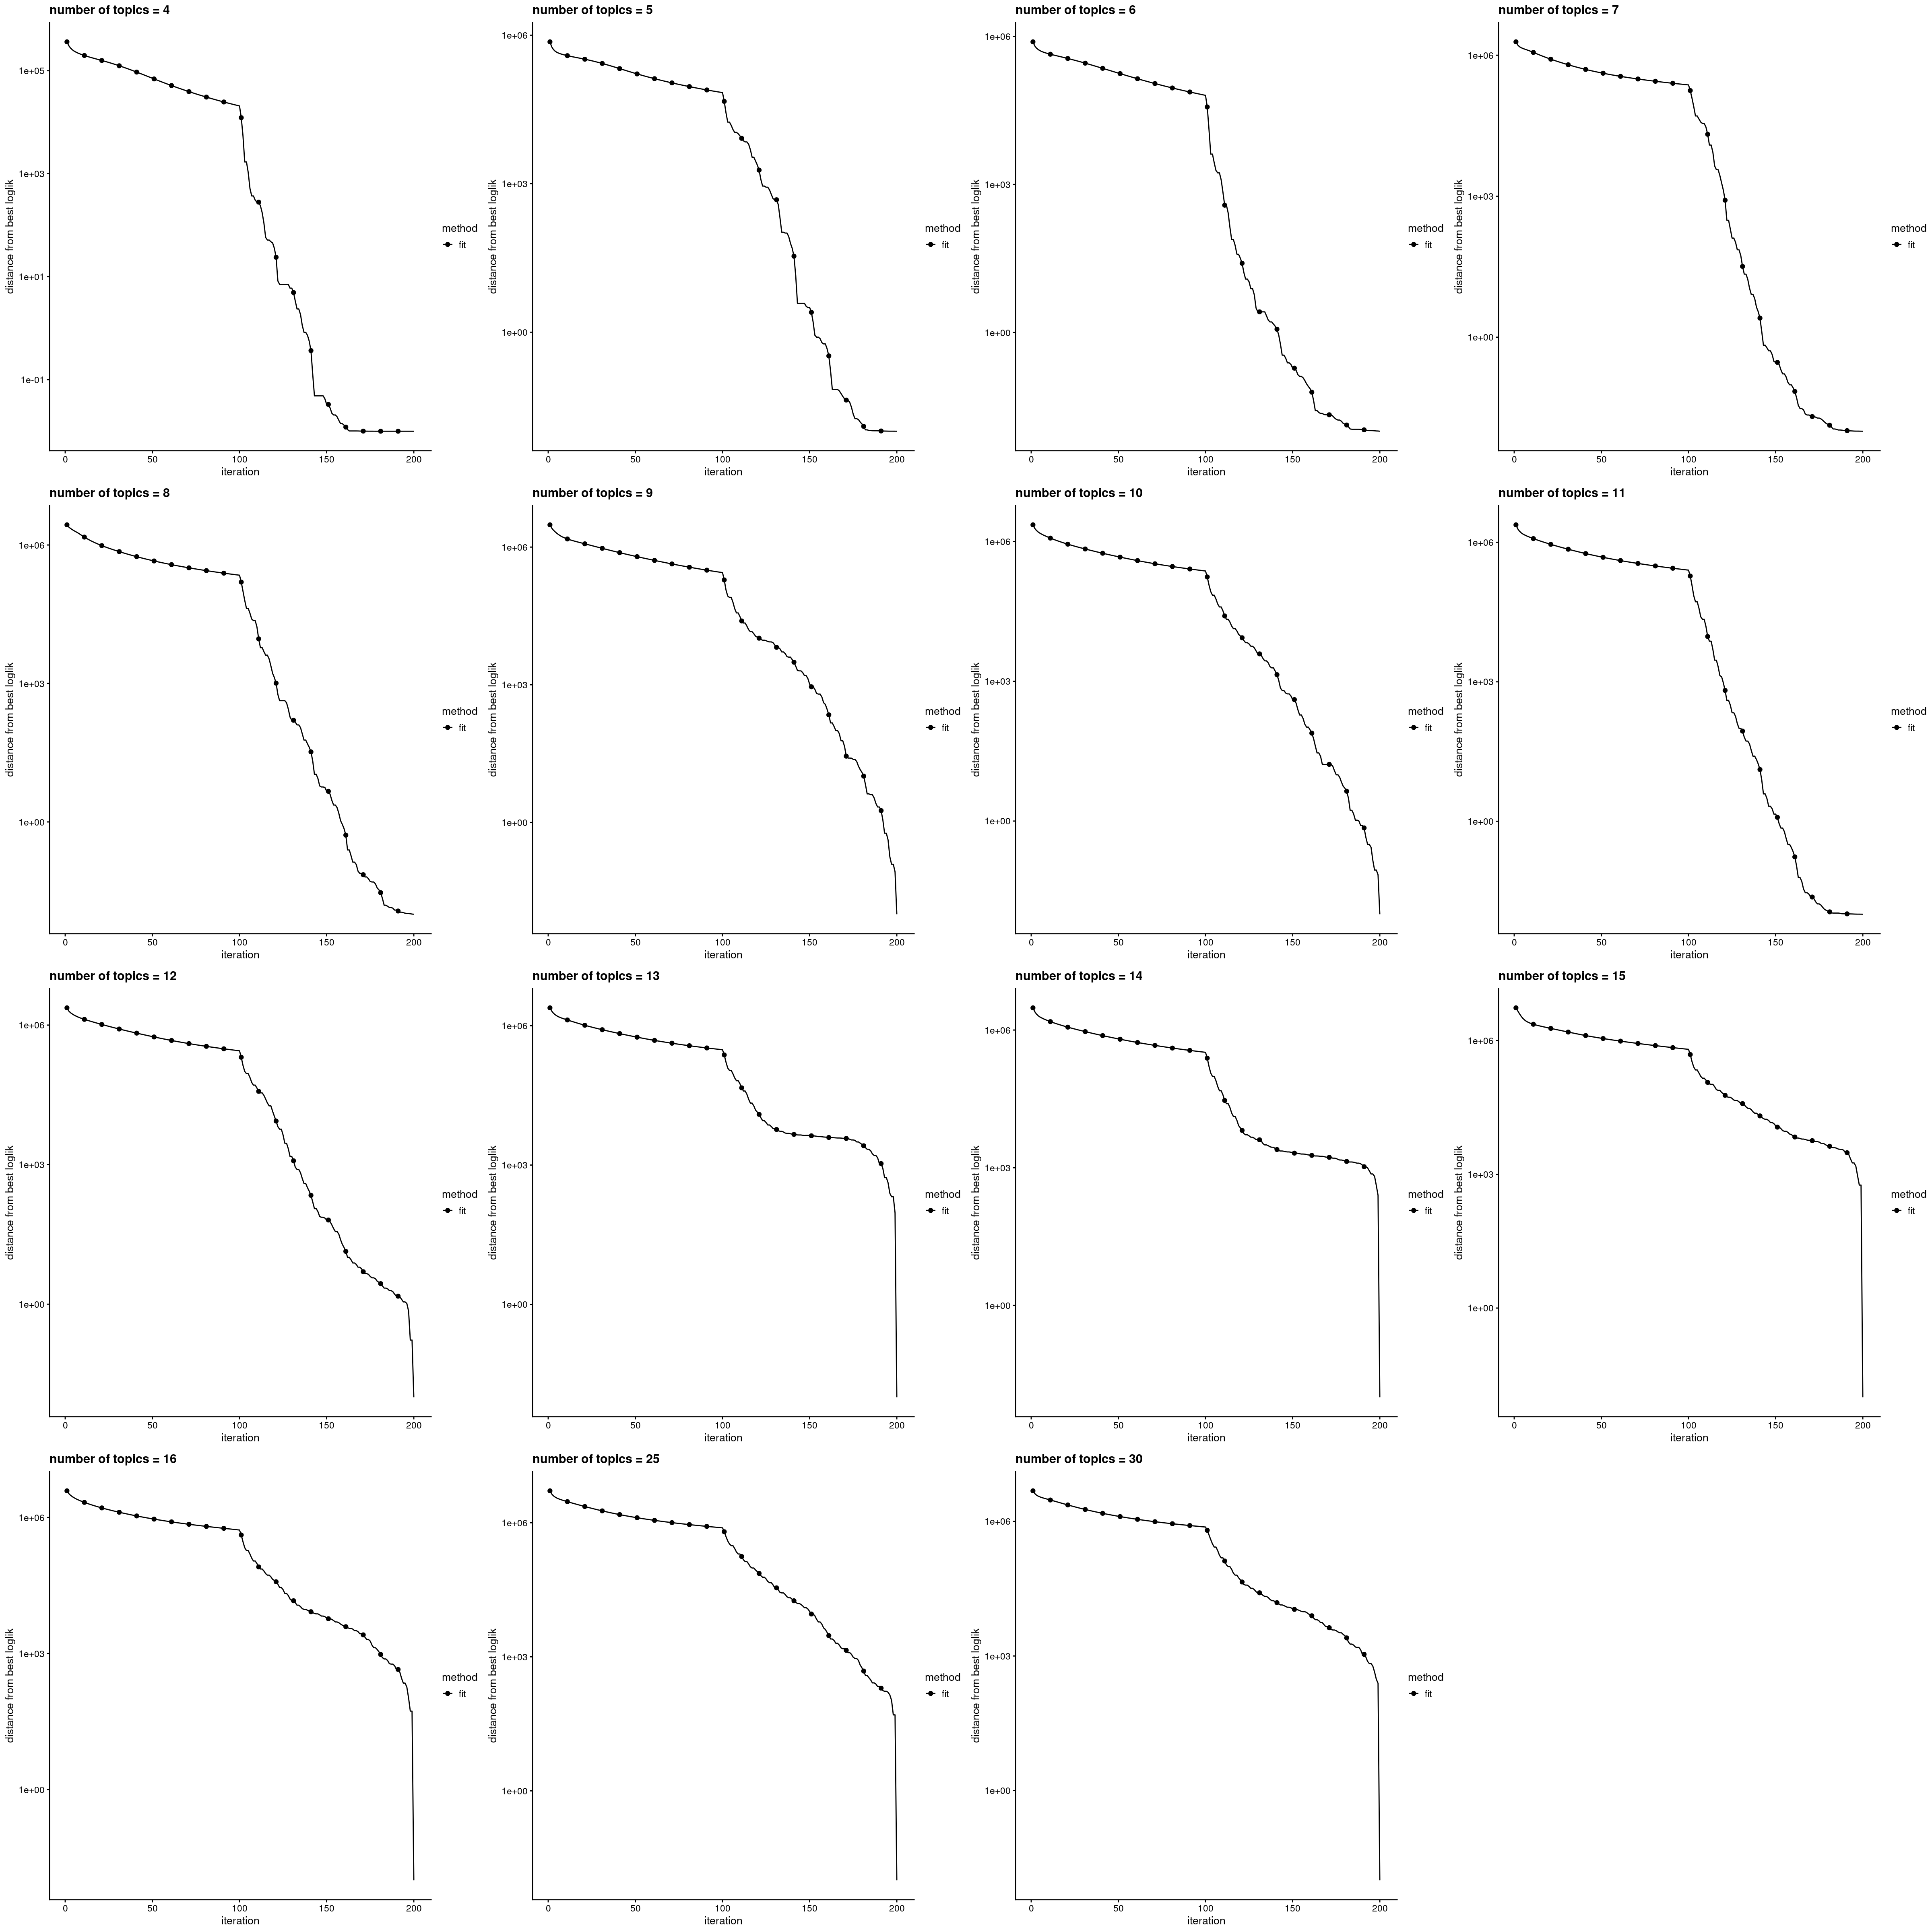 number of topics = 4
1e+05
1e+03
1e+01
1e-01
distance from best loglik
0 50 100 150 200
iteration
method
fit
number of topics = 5
1e+06
1e+03
1e+00
distance from best loglik
0 50 100 150 200
iteration
method
fit
number of topics = 6
1e+06
1e+03
1e+00
distance from best loglik
0 50 100 150 200
iteration
method
fit
number of topics = 7
1e+06
1e+03
1e+00
distance from best loglik
0 50 100 150 200
iteration
method
fit
number of topics = 8
1e+06
1e+03
1e+00
distance from best loglik
0 50 100 150 200
iteration
method
fit
number of topics = 9
1e+06
1e+03
1e+00
distance from best loglik
0 50 100 150 200
iteration
method
fit
number of topics = 10
1e+06
1e+03
1e+00
distance from best loglik
0 50 100 150 200
iteration
method
fit
number of topics = 11
1e+06
1e+03
1e+00
distance from best loglik
0 50 100 150 200
iteration
method
fit
number of topics = 12
1e+06
1e+03
1e+00
distance from best loglik
0 50 100 150 200
iteration
method
fit
number of topics = 13
1e+06
1e+03
1e+00
distance from best loglik
0 50 100 150 200
iteration
method
fit
number of topics = 14
1e+06
1e+03
1e+00
distance from best loglik
0 50 100 150 200
iteration
method
fit
number of topics = 15
1e+06
1e+03
1e+00
distance from best loglik
0 50 100 150 200
iteration
method
fit
number of topics = 16
1e+06
1e+03
1e+00
distance from best loglik
0 50 100 150 200
iteration
method
fit
number of topics = 25
1e+06
1e+03
1e+00
distance from best loglik
0 50 100 150 200
iteration
method
fit
number of topics = 30
1e+06
1e+03
1e+00
distance from best loglik
0 50 100 150 200
iteration
method
fit